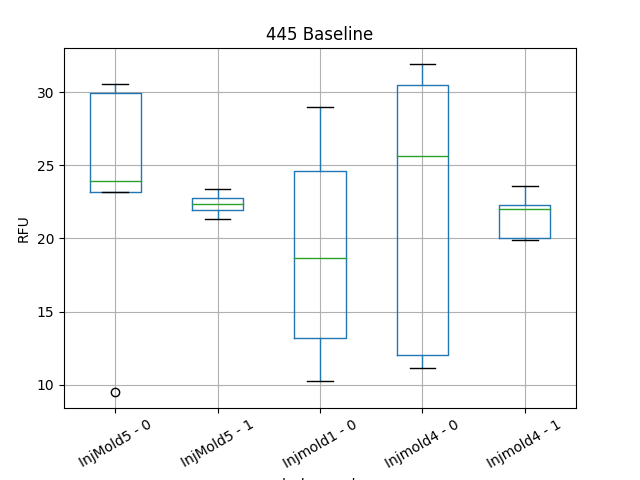 445 Baseline
RFU
30
25
20
15
10
InjMold5 - 0
InjMold5 - 1
Injmold1 - 0
Injmold4 - 0
Injmold4 - 1